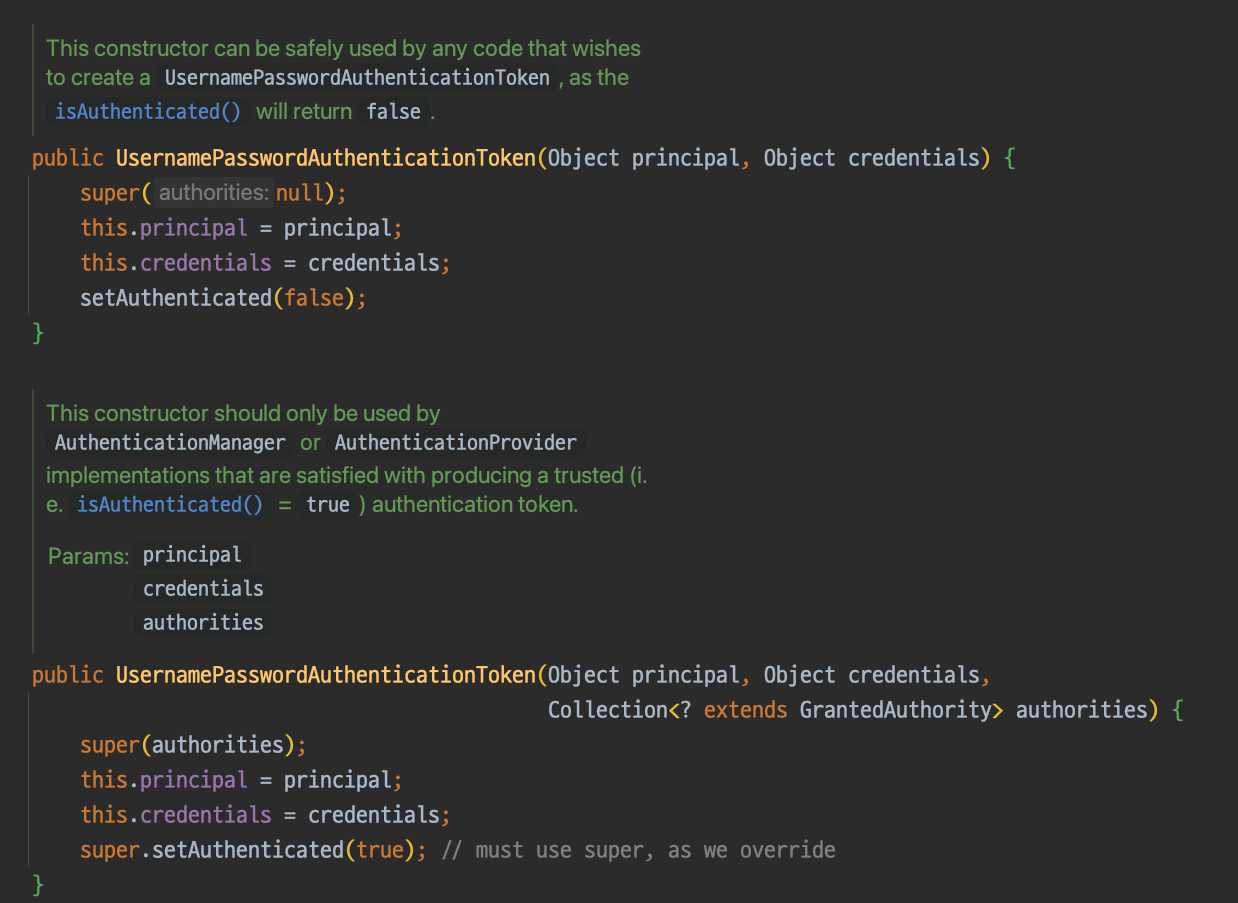 This constructor can be safely used by any code that wishes
to create a UsernamePasswordAuthenticationToken , as the
isAuthenticated() will return false .
public UsernamePasswordAuthenticationToken(Object principal, Object credentials) {
super( authorities: null);
this.principal = principal;
this.credentials = credentials;
setAuthenticated(false);
}
This constructor should only be used by
AuthenticationManager or AuthenticationProvider
implementations that are satisfied with producing a trusted (i.
e. isAuthenticated() = true ) authentication token.
Params: principal
credentials
authorities
public UsernamePasswordAuthenticationToken(Object principal, Object credentials,
Collection<? extends GrantedAuthority> authorities) {
super(authorities);
this.principal = principal;
this.credentials = credentials;
super.setAuthenticated(true); // must use super, as we override
}